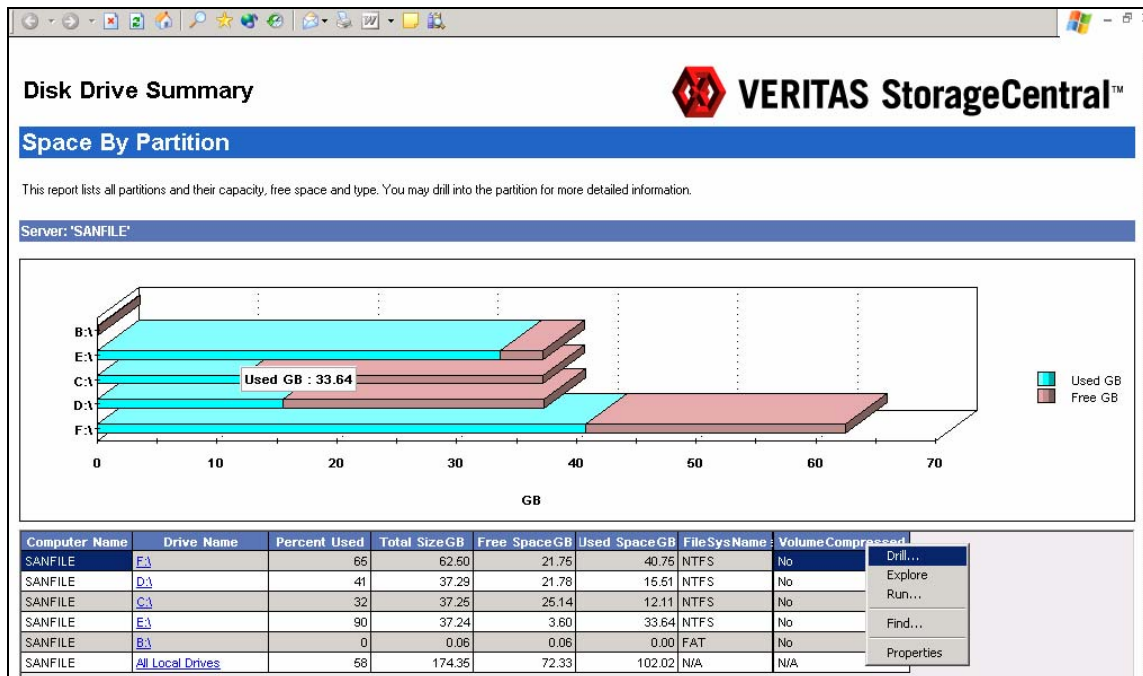 Disk Drive Summary
VERITAS StorageCentral™
Space By Partition
This report lists all partitions and their capacity, free space and type. You may drill into the partition for more detailed information.
Server: 'SANFILE'
B:\
E:\
C:\
D:\
F:\
Used GB : 33.64
Used GB
Free GB
0 10 20 30 40 50 60 70
GB
Computer Name Drive Name Percent Used Total SizeGB Free SpaceGB Used SpaceGB FileSysName VolumeCompressed
SANFILE F:\ 65 62.50 21.75 40.75 NTFS No
SANFILE D:\ 41 37.29 21.78 15.51 NTFS No
SANFILE C:\ 32 37.25 25.14 12.11 NTFS No
SANFILE E:\ 90 37.24 3.60 33.64 NTFS No
SANFILE B:\ 0 0.06 0.06 0.00 FAT No
SANFILE All Local Drives 58 174.35 72.33 102.02 N/A N/A
Drill...
Explore
Run...
Find...
Properties